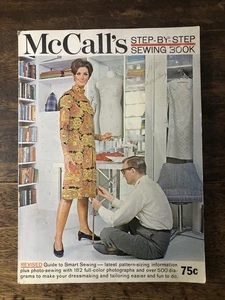 McCall's
STEP-BY-STEP
SEWING BOOK
REVISED Guide to Smart Sewing — latest pattern-sizing information
plus photo-sewing with 182 full-color photographs and over 500 dia-
grams to make your dressmaking and tailoring easier and fun to do.
75¢